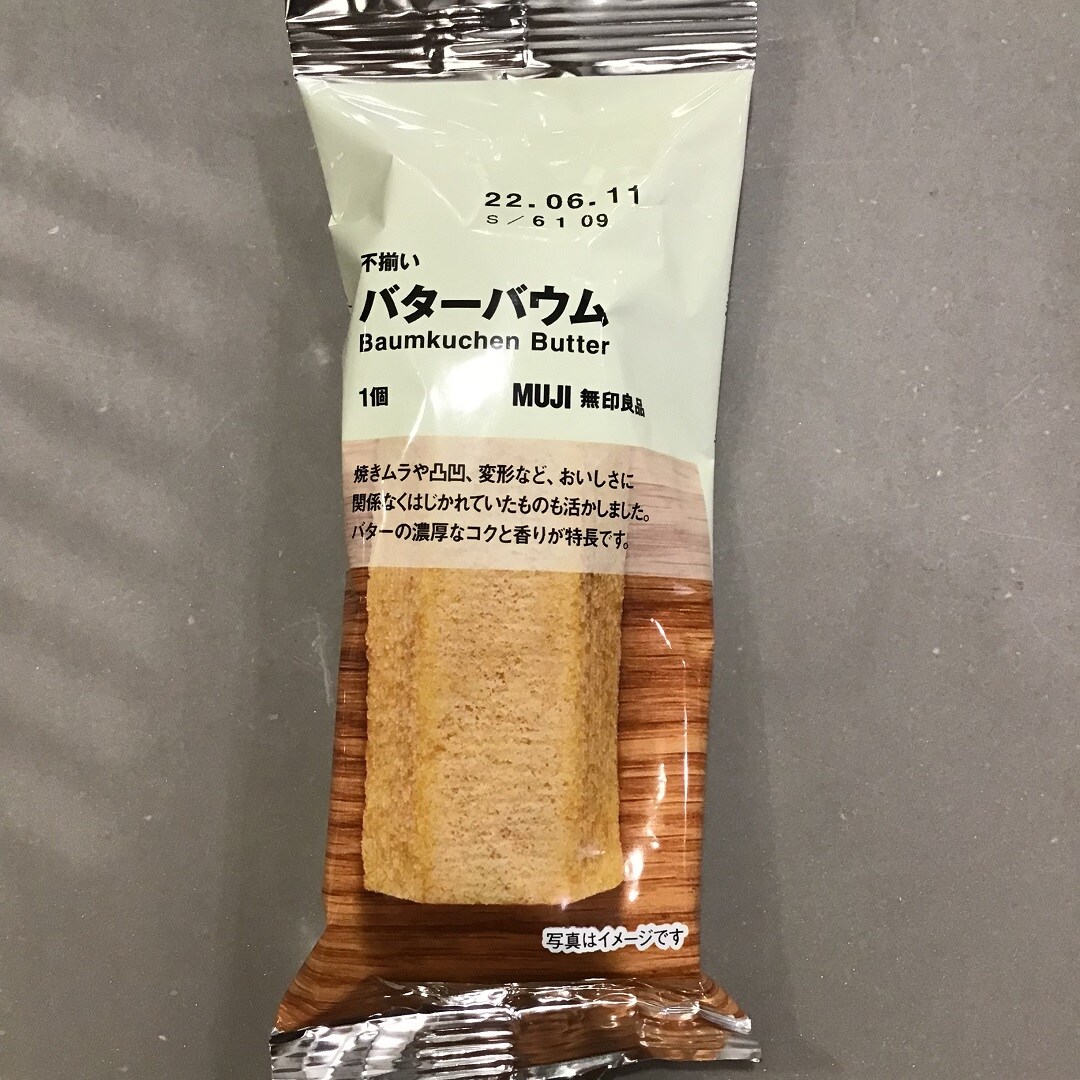 22.06.11
S/6109
不揃い
バターバウム
Baumkuchen Butter
1個
MUJI 無印良品
焼きムラや凸凹、変形など、おいしさに
関係なくはじかれていたものも活かしました。
バターの濃厚なコクと香りが特長です。
写真はイメージです